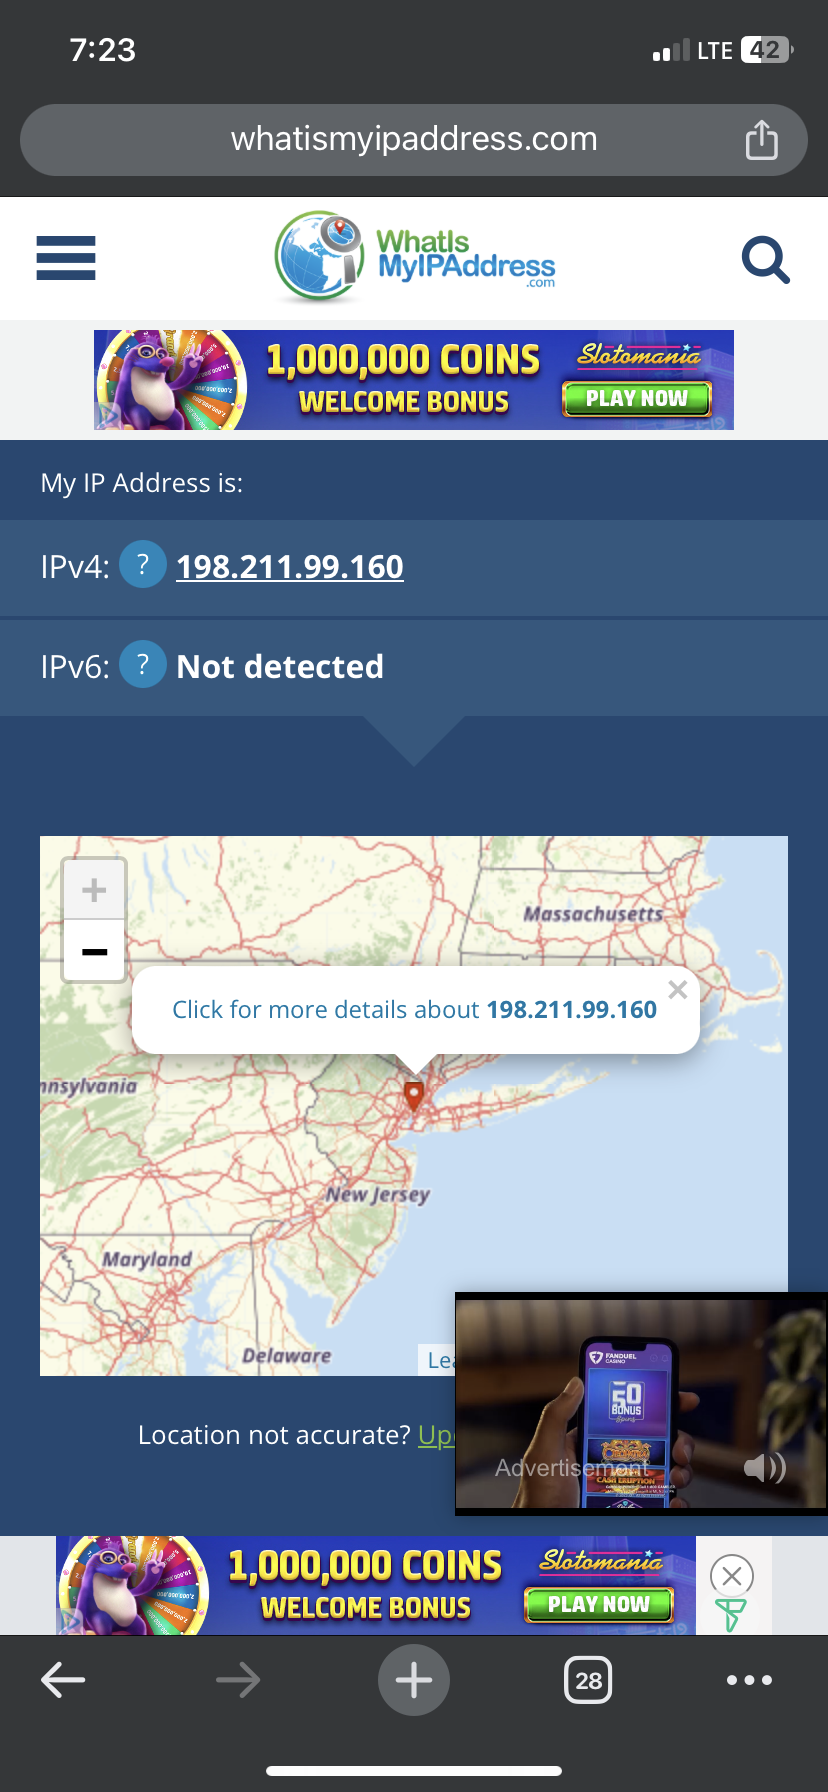 7:23
LTE 42
whatismyipaddress.com
WhatIs
MyIPAddress
.com
1,000,000 COINS
WELCOME BONUS
Slotomania
PLAY NOW
My IP Address is:
IPv4: ? 198.211.99.160
IPv6: ? Not detected
+
−
Massachusetts
Click for more details about 198.211.99.160 ×
nnsylvania
New Jersey
Maryland
Delaware
Lea
Location not accurate? Up
FANDUEL
CASINO
50
BONUS
CASH ERUPTION
Advertisement
1,000,000 COINS
WELCOME BONUS
Slotomania
PLAY NOW
28